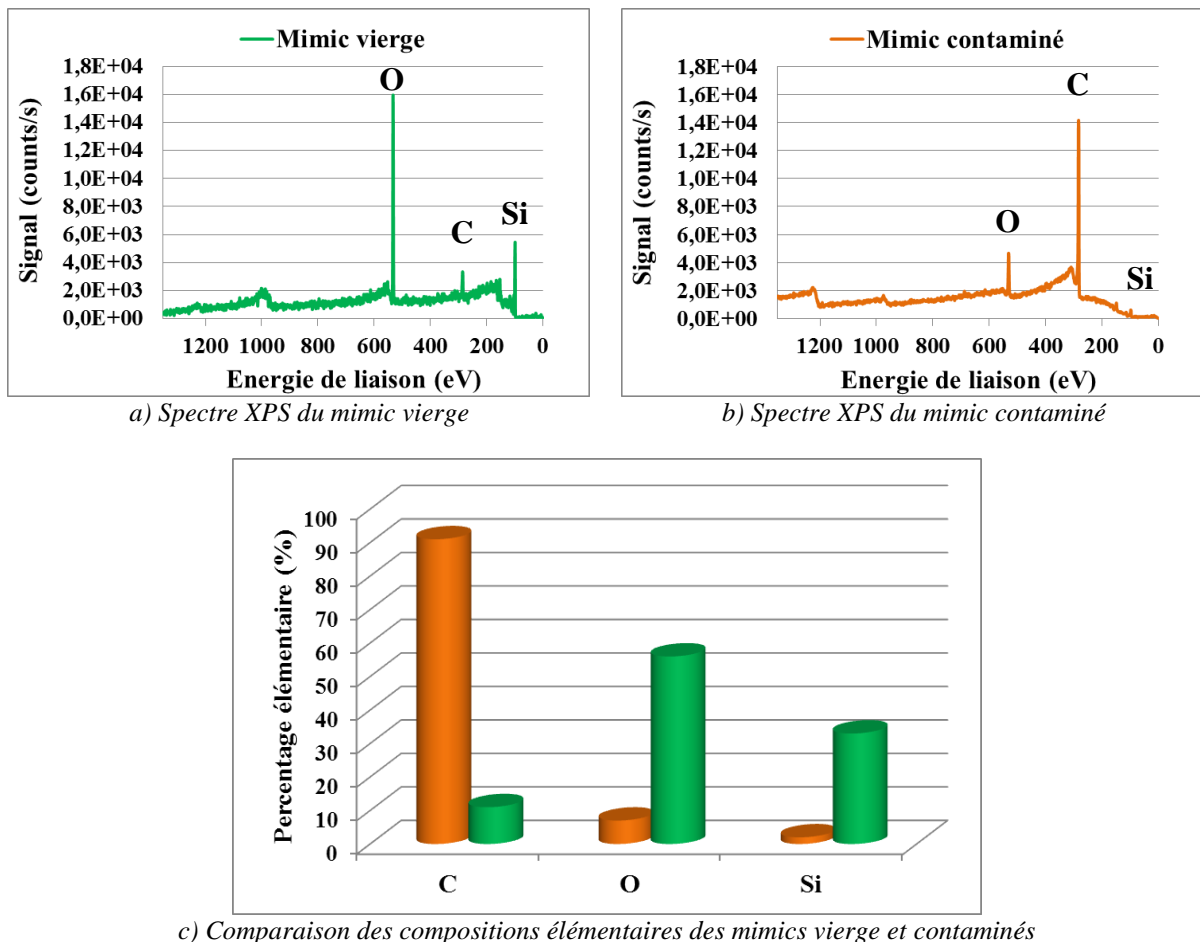 Mimic vierge
Signal (counts/s)
1,8E+04
1,6E+04
1,4E+04
1,2E+04
1,0E+04
8,0E+03
6,0E+03
4,0E+03
2,0E+03
0,0E+00
O
C
Si
1200 1000 800 600 400 200 0
Energie de liaison (eV)
a) Spectre XPS du mimic vierge
Mimic contaminé
Signal (counts/s)
1,8E+04
1,6E+04
1,4E+04
1,2E+04
1,0E+04
8,0E+03
6,0E+03
4,0E+03
2,0E+03
0,0E+00
O
C
Si
1200 1000 800 600 400 200 0
Energie de liaison (eV)
b) Spectre XPS du mimic contaminé
Percentage élémentaire (%)
100
90
80
70
60
50
40
30
20
10
0
C O Si
c) Comparaison des compositions élémentaires des mimics vierge et contaminés